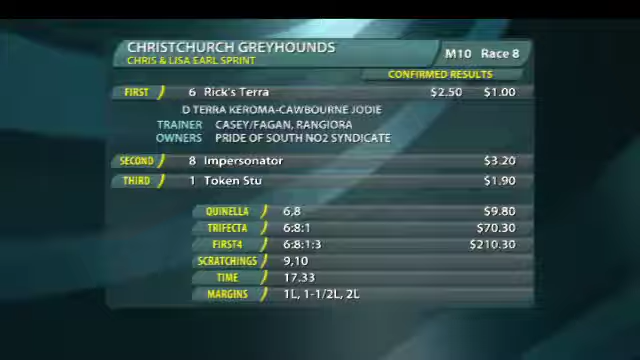 CHRISTCHURCH GREYHOUNDS
CHRIS & LISA EARL SPRINT
M10 Race 8
CONFIRMED RESULTS
FIRST 6 Rick's Terra $2.50 $1.00
D TERRA KEROMA-CAWBOURNE JODIE
TRAINER CASEY/FAGAN, RANGIORA
OWNERS PRIDE OF SOUTH NO2 SYNDICATE
SECOND 8 Impersonator $3.20
THIRD 1 Token Stu $1.90
QUINELLA 6,8 $9.80
TRIFECTA 6:8:1 $70.30
FIRST4 6:8:1:3 $210.30
SCRATCHINGS 9,10
TIME 17.33
MARGINS 1L, 1-1/2L, 2L